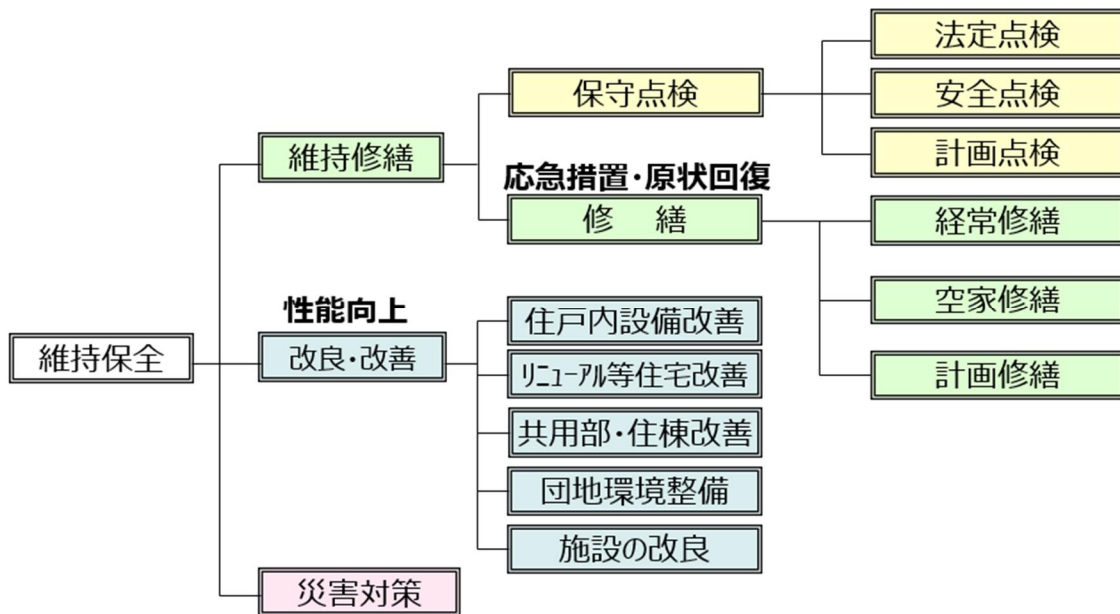 維持保全
維持修繕
保守点検
法定点検
安全点検
計画点検
応急措置・原状回復
修　繕
経常修繕
空家修繕
計画修繕
性能向上
改良・改善
住戸内設備改善
ﾘﾆｭｰｱﾙ等住宅改善
共用部・住棟改善
団地環境整備
施設の改良
災害対策